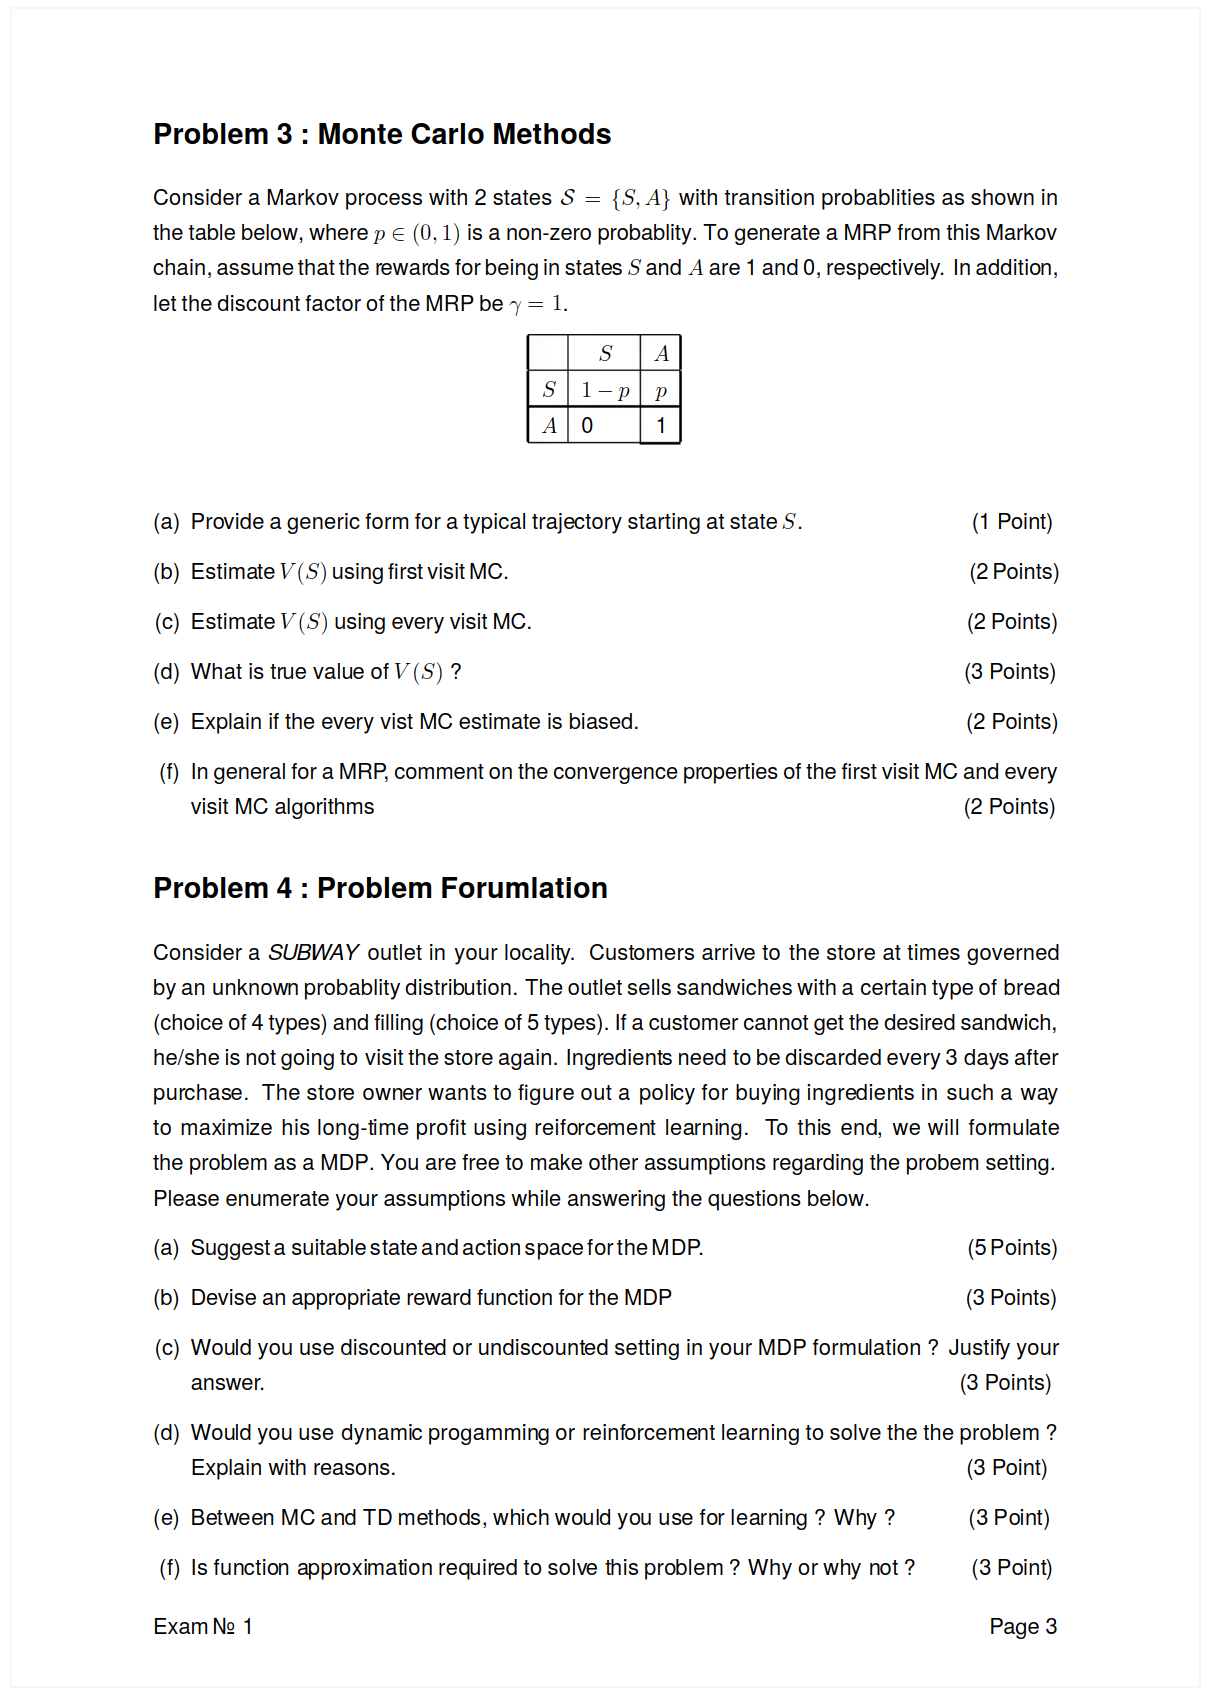 Problem 3 : Monte Carlo Methods
Consider a Markov process with 2 states 𝒮 = {S, A} with transition probablities as shown in
the table below, where p ∈ (0, 1) is a non-zero probablity. To generate a MRP from this Markov
chain, assume that the rewards for being in states S and A are 1 and 0, respectively. In addition,
let the discount factor of the MRP be γ = 1.
S A
S 1 − p p
A 0 1
(a) Provide a generic form for a typical trajectory starting at state S. (1 Point)
(b) Estimate V(S) using first visit MC. (2 Points)
(c) Estimate V(S) using every visit MC. (2 Points)
(d) What is true value of V(S) ? (3 Points)
(e) Explain if the every vist MC estimate is biased. (2 Points)
(f) In general for a MRP, comment on the convergence properties of the first visit MC and every
visit MC algorithms (2 Points)
Problem 4 : Problem Forumlation
Consider a SUBWAY outlet in your locality. Customers arrive to the store at times governed
by an unknown probablity distribution. The outlet sells sandwiches with a certain type of bread
(choice of 4 types) and filling (choice of 5 types). If a customer cannot get the desired sandwich,
he/she is not going to visit the store again. Ingredients need to be discarded every 3 days after
purchase. The store owner wants to figure out a policy for buying ingredients in such a way
to maximize his long-time profit using reiforcement learning. To this end, we will formulate
the problem as a MDP. You are free to make other assumptions regarding the probem setting.
Please enumerate your assumptions while answering the questions below.
(a) Suggest a suitable state and action space for the MDP. (5 Points)
(b) Devise an appropriate reward function for the MDP (3 Points)
(c) Would you use discounted or undiscounted setting in your MDP formulation ? Justify your
answer. (3 Points)
(d) Would you use dynamic progamming or reinforcement learning to solve the the problem ?
Explain with reasons. (3 Point)
(e) Between MC and TD methods, which would you use for learning ? Why ? (3 Point)
(f) Is function approximation required to solve this problem ? Why or why not ? (3 Point)
Exam № 1 Page 3